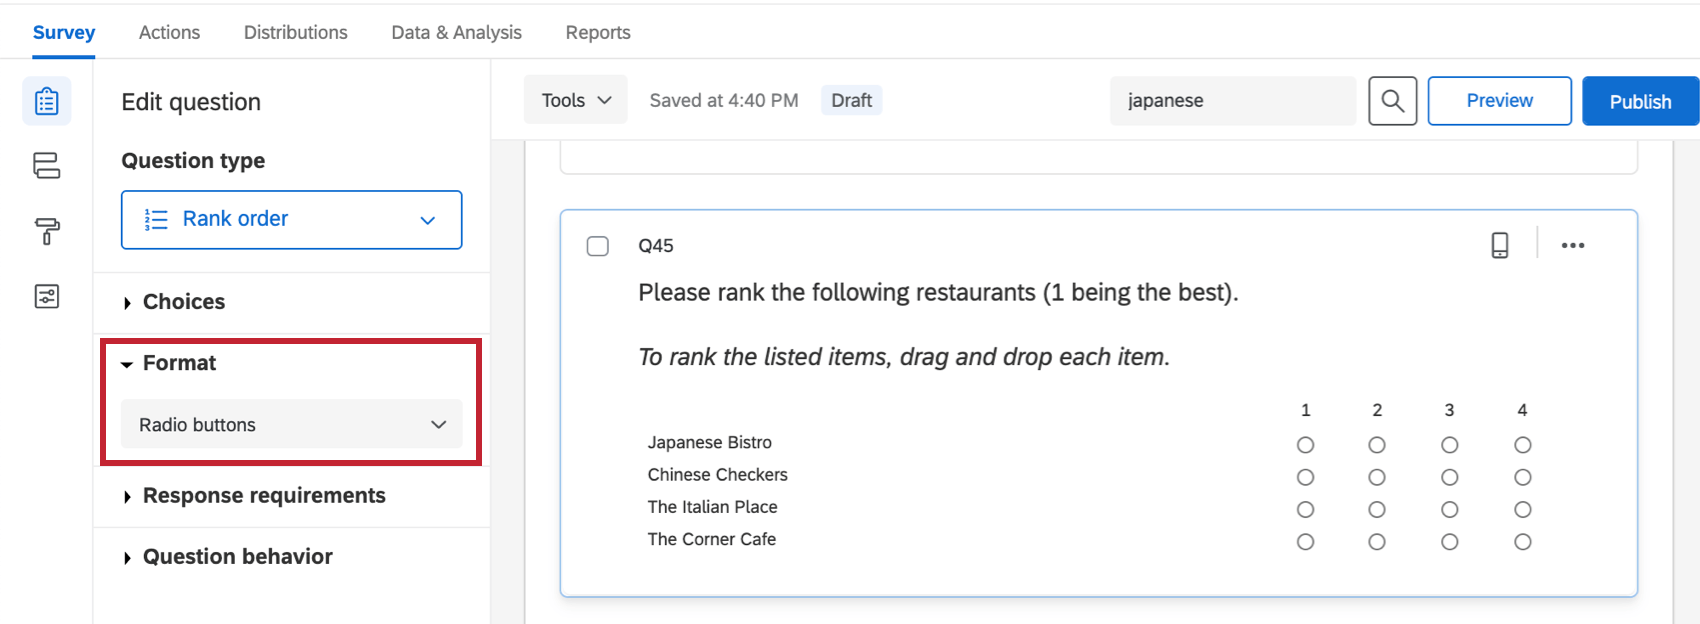 Survey Actions Distributions Data & Analysis Reports
Edit question
Question type
Rank order
Choices
Format
Radio buttons
Response requirements
Question behavior
Tools Saved at 4:40 PM Draft japanese Preview Publish
Q45
Please rank the following restaurants (1 being the best).
To rank the listed items, drag and drop each item.
1 2 3 4
Japanese Bistro
Chinese Checkers
The Italian Place
The Corner Cafe